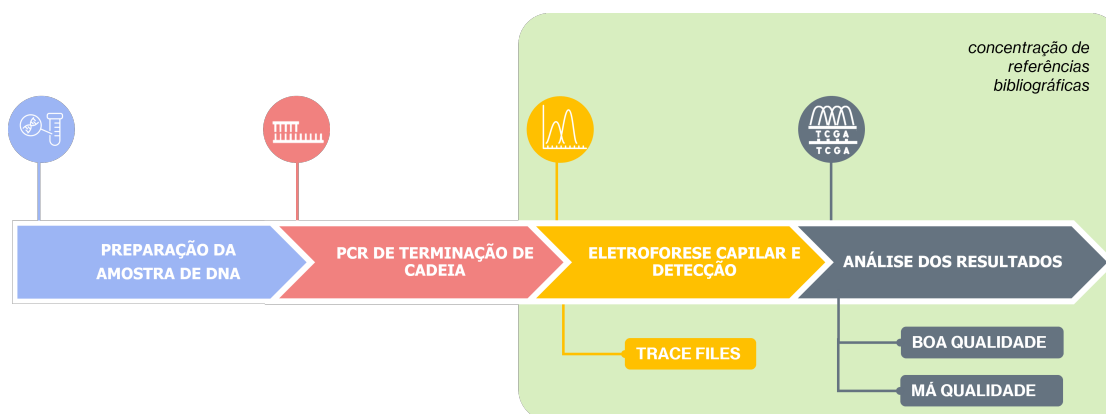 concentração de
referências
bibliográficas
TCGA
TCGA
PREPARAÇÃO DA
AMOSTRA DE DNA
PCR DE TERMINAÇÃO DE
CADEIA
ELETROFORESE CAPILAR E
DETECÇÃO
ANÁLISE DOS RESULTADOS
TRACE FILES
BOA QUALIDADE
MÁ QUALIDADE